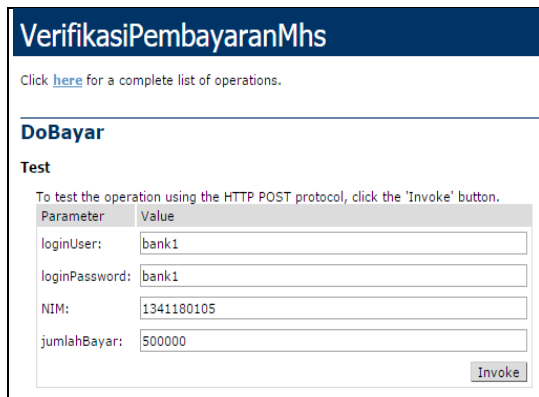 VerifikasiPembayaranMhs
Click here for a complete list of operations.
DoBayar
Test
To test the operation using the HTTP POST protocol, click the 'Invoke' button.
Parameter Value
loginUser: bank1
loginPassword: bank1
NIM: 1341180105
jumlahBayar: 500000
Invoke